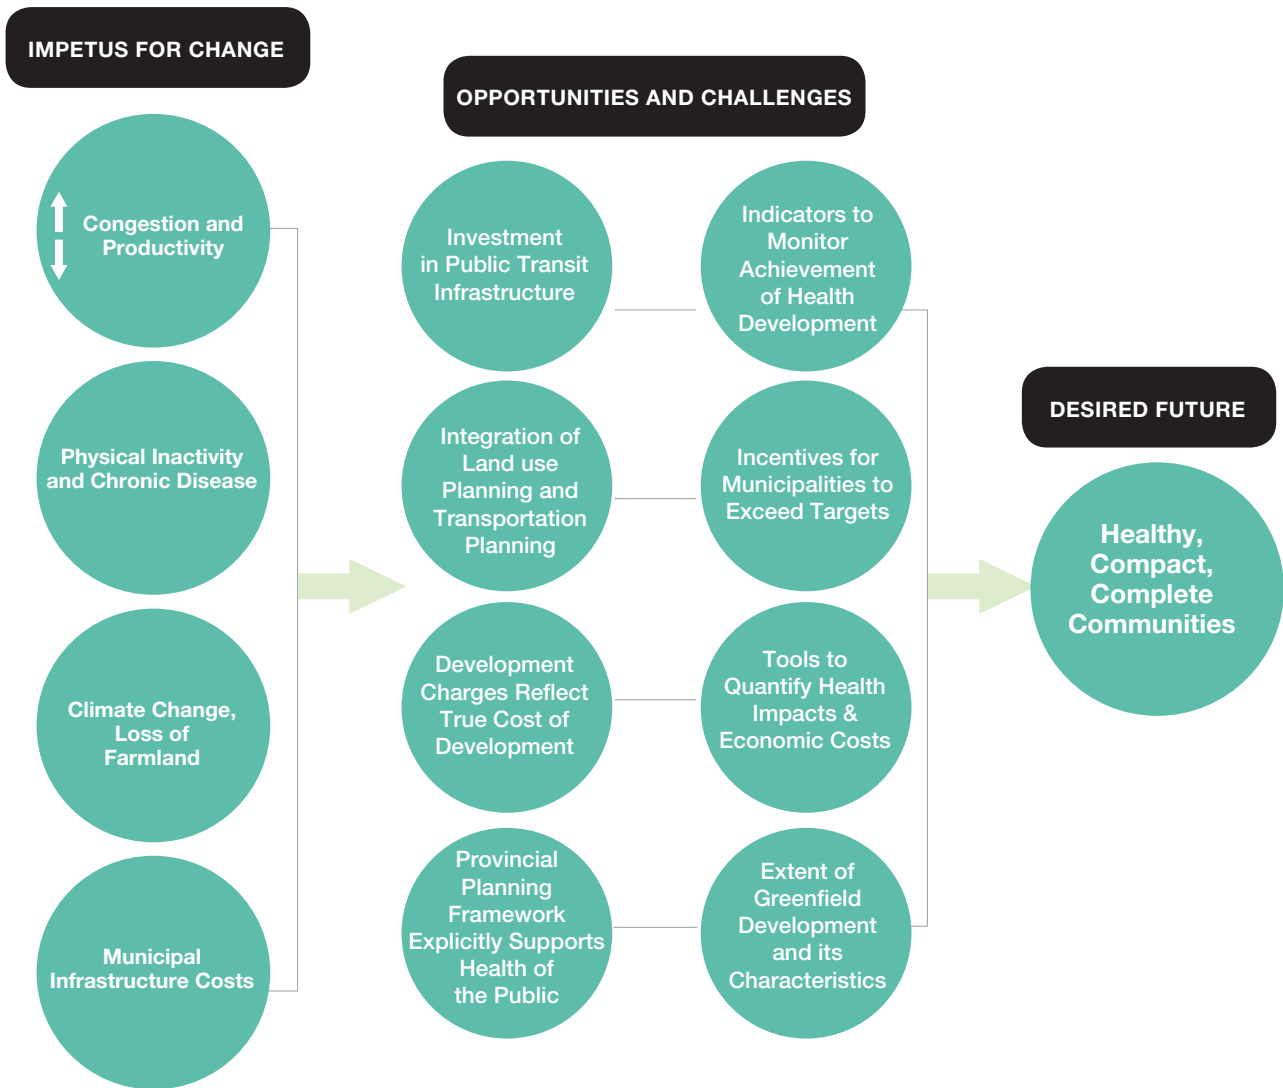 IMPETUS FOR CHANGE
Congestion and
Productivity
Physical Inactivity
and Chronic Disease
Climate Change,
Loss of
Farmland
Municipal
Infrastructure Costs
OPPORTUNITIES AND CHALLENGES
Investment
in Public Transit
Infrastructure
Indicators to
Monitor
Achievement
of Health
Development
Integration of
Land use
Planning and
Transportation
Planning
Incentives for
Municipalities to
Exceed Targets
Development
Charges Reflect
True Cost of
Development
Tools to
Quantify Health
Impacts &
Economic Costs
Provincial
Planning
Framework
Explicitly Supports
Health of
the Public
Extent of
Greenfield
Development
and its
Characteristics
DESIRED FUTURE
Healthy,
Compact,
Complete
Communities